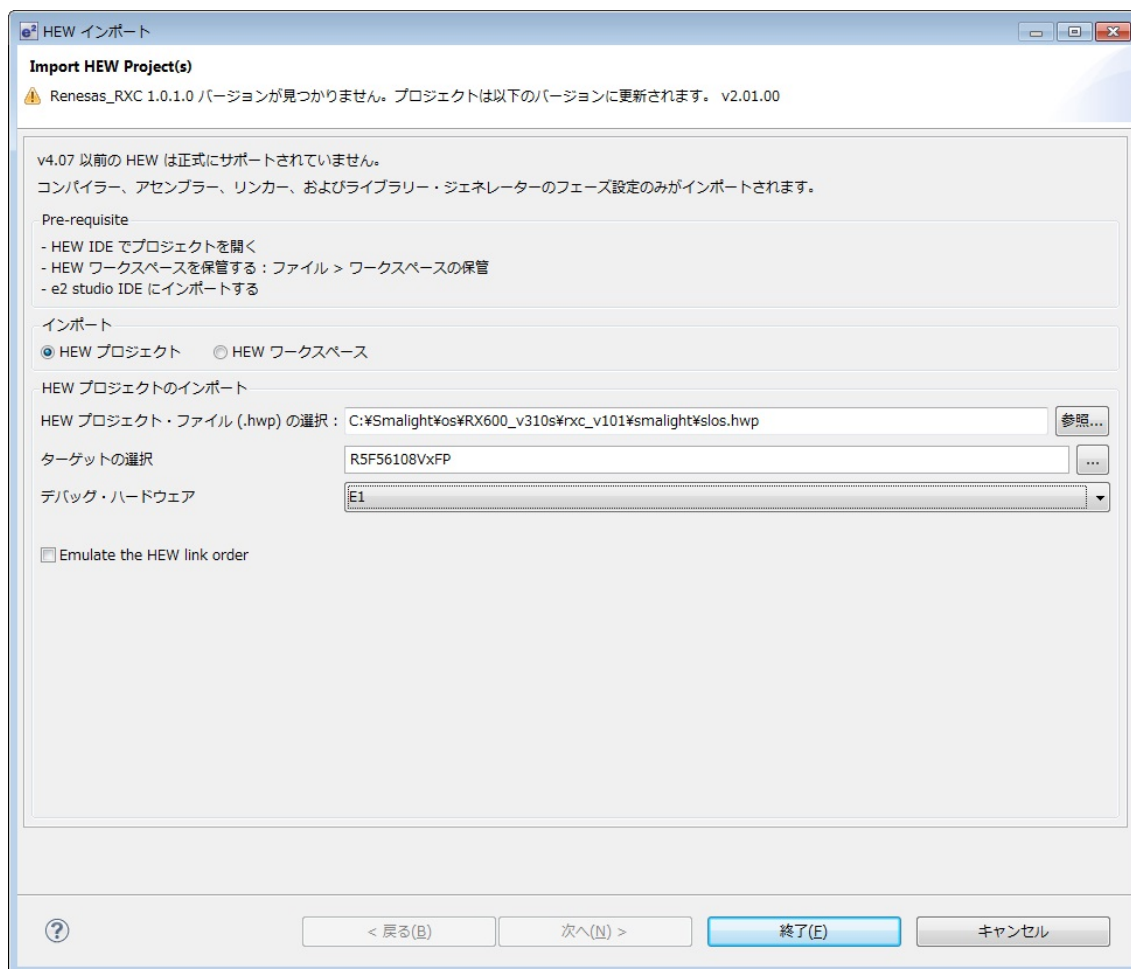 e² HEW インポート
Import HEW Project(s)
Renesas_RXC 1.0.1.0 バージョンが見つかりません。プロジェクトは以下のバージョンに更新されます。 v2.01.00
v4.07 以前の HEW は正式にサポートされていません。
コンパイラー、アセンブラー、リンカー、およびライブラリー・ジェネレーターのフェーズ設定のみがインポートされます。
Pre-requisite
- HEW IDE でプロジェクトを開く
- HEW ワークスペースを保管する : ファイル > ワークスペースの保管
- e2 studio IDE にインポートする
インポート
HEW プロジェクト HEW ワークスペース
HEW プロジェクトのインポート
HEW プロジェクト・ファイル (.hwp) の選択 : C:¥Smalight¥os¥RX600_v310s¥rxc_v101¥smalight¥slos.hwp 参照...
ターゲットの選択 R5F56108VxFP ...
デバッグ・ハードウェア E1
Emulate the HEW link order
? < 戻る(B) 次へ(N) > 終了(F) キャンセル